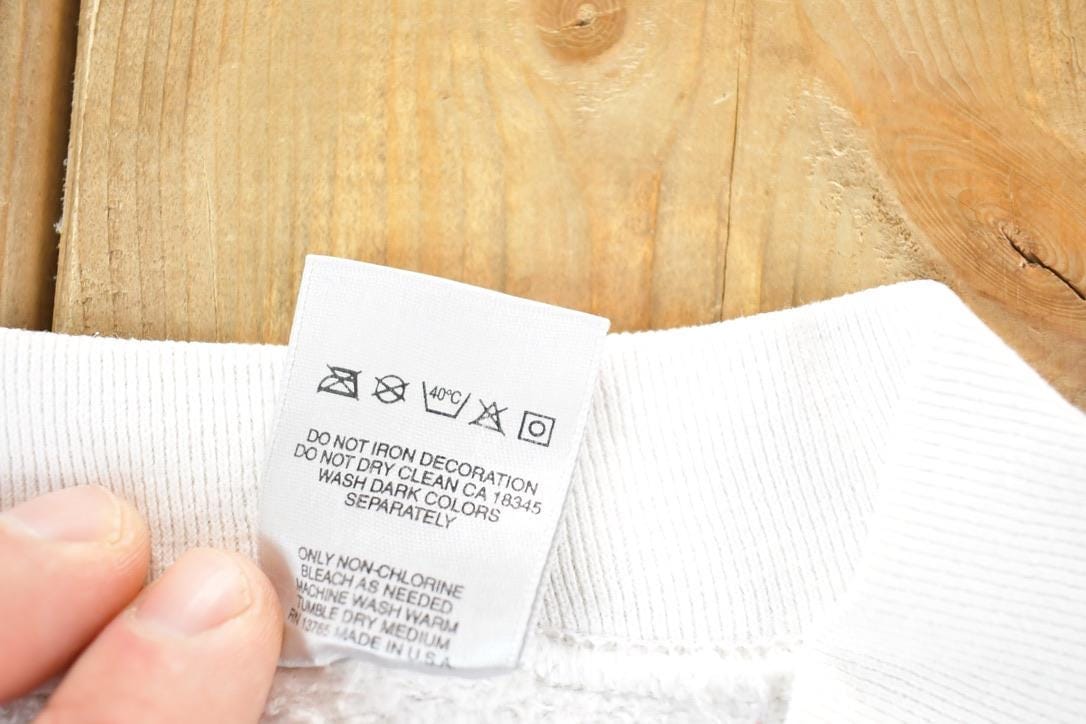 40°C
DO NOT IRON DECORATION
DO NOT DRY CLEAN CA 18345
WASH DARK COLORS
SEPARATELY
ONLY NON-CHLORINE
BLEACH AS NEEDED
MACHINE WASH WARM
TUMBLE DRY MEDIUM
RN 13765 MADE IN U.S.A.